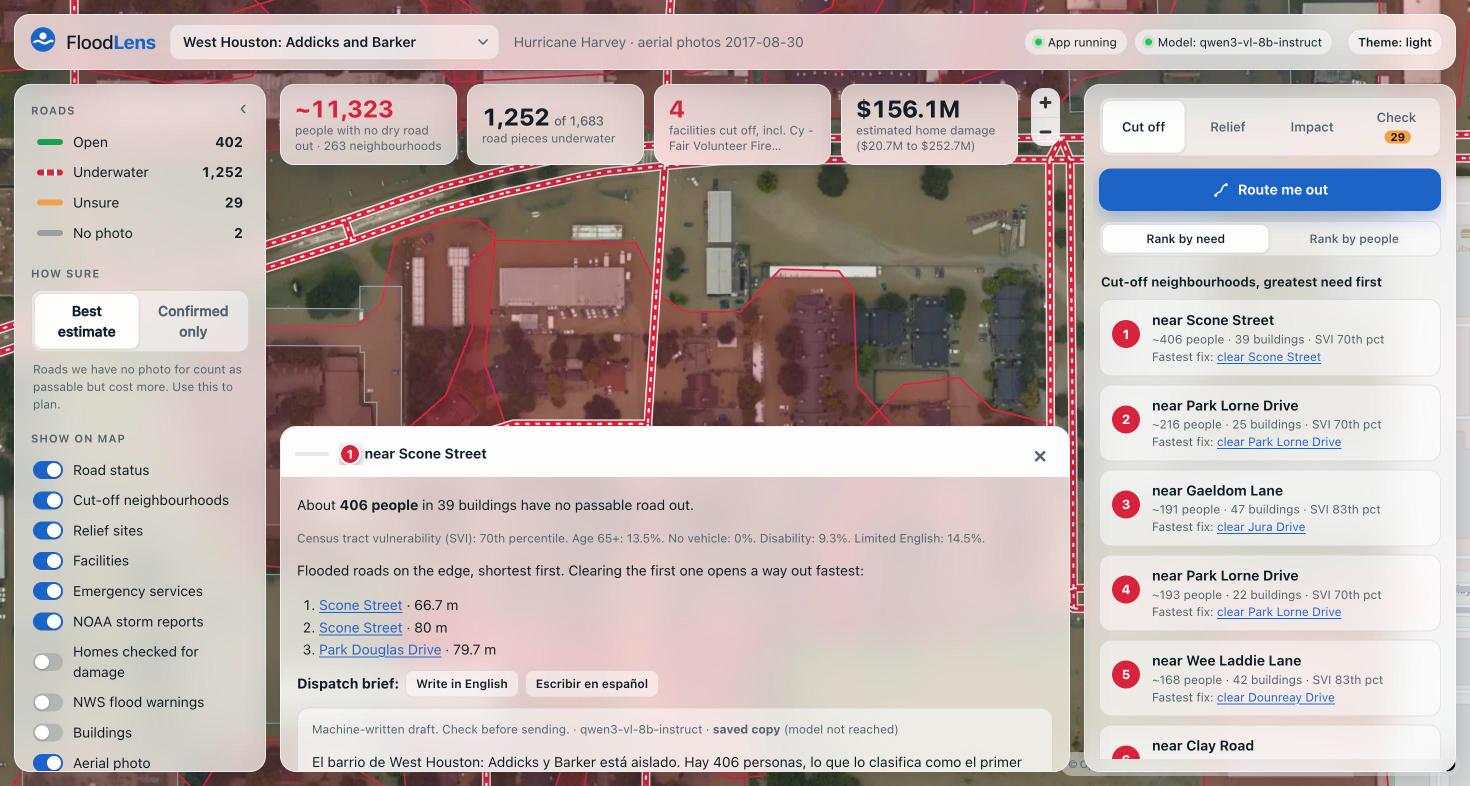 FloodLens
West Houston: Addicks and Barker
Hurricane Harvey · aerial photos 2017-08-30
App running
Model: qwen3-vl-8b-instruct
Theme: light
ROADS
Open 402
Underwater 1,252
Unsure 29
No photo 2
HOW SURE
Best estimate
Confirmed only
Roads we have no photo for count as
passable but cost more. Use this to
plan.
SHOW ON MAP
Road status
Cut-off neighbourhoods
Relief sites
Facilities
Emergency services
NOAA storm reports
Homes checked for
damage
NWS flood warnings
Buildings
Aerial photo
~11,323
people with no dry road
out · 263 neighbourhoods
1,252 of 1,683
road pieces underwater
4
facilities cut off, incl. Cy -
Fair Volunteer Fire...
$156.1M
estimated home damage
($20.7M to $252.7M)
+
−
1 near Scone Street
×
About 406 people in 39 buildings have no passable road out.
Census tract vulnerability (SVI): 70th percentile. Age 65+: 13.5%. No vehicle: 0%. Disability: 9.3%. Limited English: 14.5%.
Flooded roads on the edge, shortest first. Clearing the first one opens a way out fastest:
1. Scone Street · 66.7 m
2. Scone Street · 80 m
3. Park Douglas Drive · 79.7 m
Dispatch brief: Write in English Escribir en español
Machine-written draft. Check before sending. · qwen3-vl-8b-instruct · saved copy (model not reached)
El barrio de West Houston: Addicks y Barker está aislado. Hay 406 personas, lo que lo clasifica como el primer
Cut off
Relief
Impact
Check
29
Route me out
Rank by need
Rank by people
Cut-off neighbourhoods, greatest need first
1 near Scone Street
~406 people · 39 buildings · SVI 70th pct
Fastest fix: clear Scone Street
2 near Park Lorne Drive
~216 people · 25 buildings · SVI 70th pct
Fastest fix: clear Park Lorne Drive
3 near Gaeldom Lane
~191 people · 47 buildings · SVI 83th pct
Fastest fix: clear Jura Drive
4 near Park Lorne Drive
~193 people · 22 buildings · SVI 70th pct
Fastest fix: clear Park Lorne Drive
5 near Wee Laddie Lane
~168 people · 42 buildings · SVI 83th pct
Fastest fix: clear Dounreay Drive
6 near Clay Road